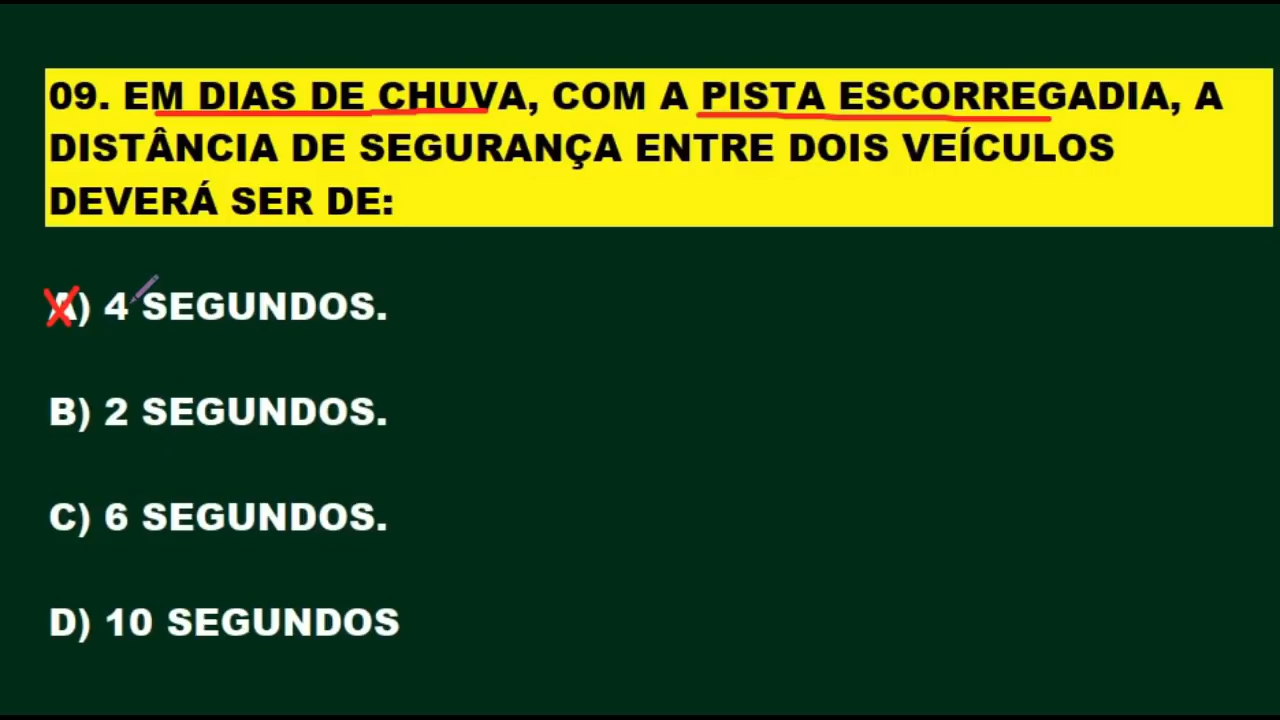 09. EM DIAS DE CHUVA, COM A PISTA ESCORREGADIA, A
DISTÂNCIA DE SEGURANÇA ENTRE DOIS VEÍCULOS
DEVERÁ SER DE:
A) 4 SEGUNDOS.
B) 2 SEGUNDOS.
C) 6 SEGUNDOS.
D) 10 SEGUNDOS